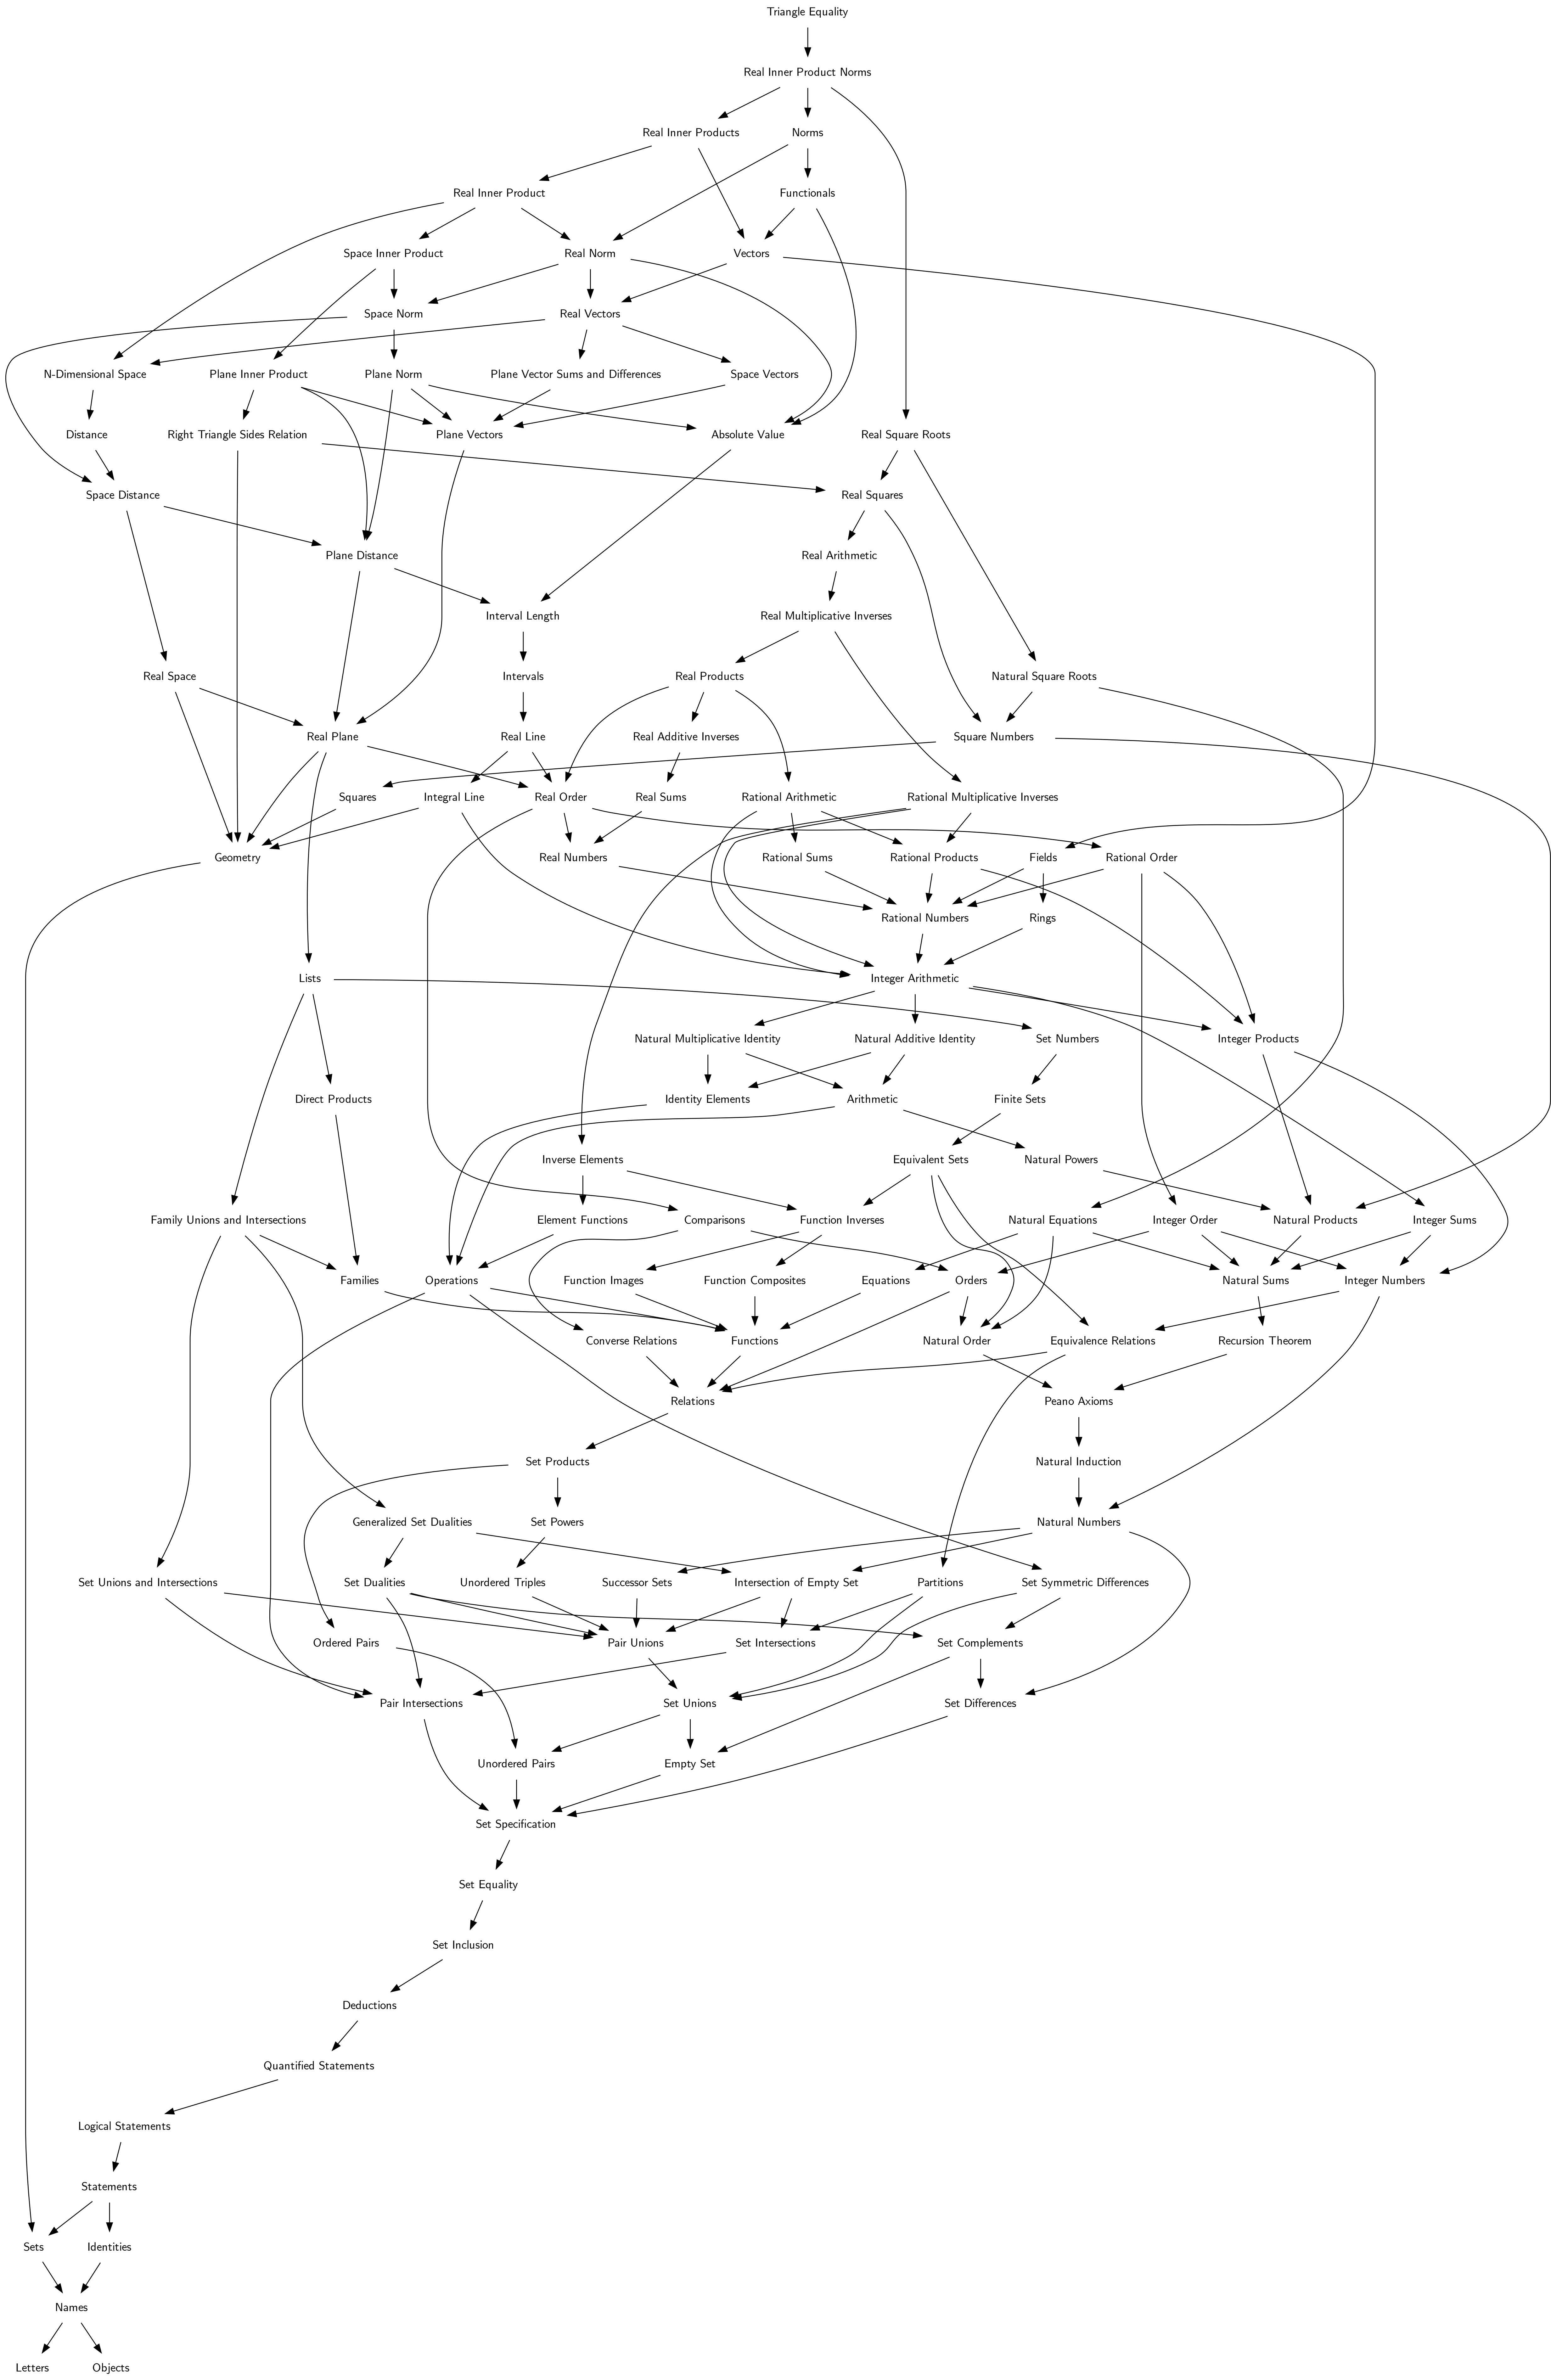 Triangle Equality
Real Inner Product Norms
Real Inner Products
Norms
Real Inner Product
Functionals
Space Inner Product
Real Norm
Vectors
Space Norm
Real Vectors
N-Dimensional Space
Plane Inner Product
Plane Norm
Plane Vector Sums and Differences
Space Vectors
Distance
Right Triangle Sides Relation
Plane Vectors
Absolute Value
Real Square Roots
Space Distance
Real Squares
Plane Distance
Real Arithmetic
Interval Length
Real Multiplicative Inverses
Real Space
Intervals
Real Products
Natural Square Roots
Real Plane
Real Line
Real Additive Inverses
Square Numbers
Squares
Integral Line
Real Order
Real Sums
Rational Arithmetic
Rational Multiplicative Inverses
Geometry
Real Numbers
Rational Sums
Rational Products
Fields
Rational Order
Rational Numbers
Rings
Lists
Integer Arithmetic
Natural Multiplicative Identity
Natural Additive Identity
Set Numbers
Integer Products
Direct Products
Identity Elements
Arithmetic
Finite Sets
Inverse Elements
Equivalent Sets
Natural Powers
Family Unions and Intersections
Element Functions
Comparisons
Function Inverses
Natural Equations
Integer Order
Natural Products
Integer Sums
Families
Operations
Function Images
Function Composites
Equations
Orders
Natural Sums
Integer Numbers
Converse Relations
Functions
Natural Order
Equivalence Relations
Recursion Theorem
Relations
Peano Axioms
Set Products
Natural Induction
Generalized Set Dualities
Set Powers
Natural Numbers
Set Unions and Intersections
Set Dualities
Unordered Triples
Successor Sets
Intersection of Empty Set
Partitions
Set Symmetric Differences
Ordered Pairs
Pair Unions
Set Intersections
Set Complements
Pair Intersections
Set Unions
Set Differences
Unordered Pairs
Empty Set
Set Specification
Set Equality
Set Inclusion
Deductions
Quantified Statements
Logical Statements
Statements
Sets
Identities
Names
Letters
Objects